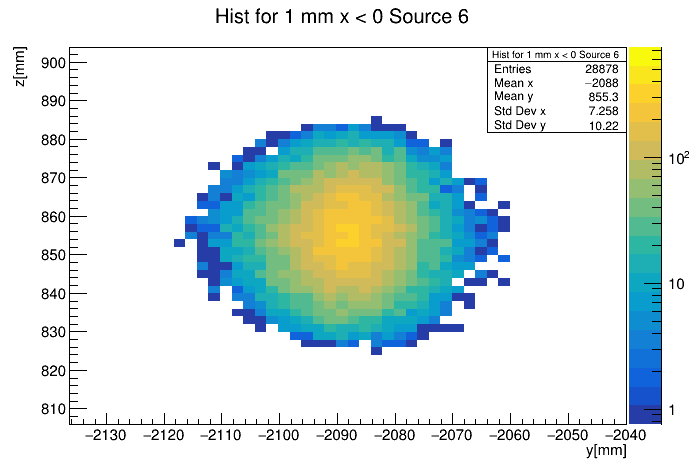 Hist for 1 mm x < 0 Source 6
z[mm]
900
890
880
870
860
850
840
830
820
810
Hist for 1 mm x < 0 Source 6
Entries 28878
Mean x −2088
Mean y 855.3
Std Dev x 7.258
Std Dev y 10.22
10²
10
1
−2130 −2120 −2110 −2100 −2090 −2080 −2070 −2060 −2050 −2040
y[mm]